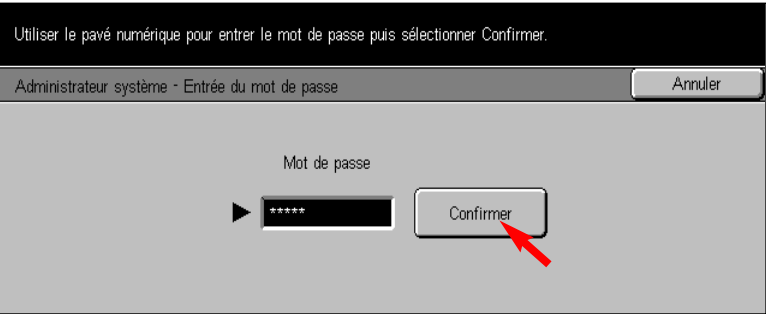 Utiliser le pavé numérique pour entrer le mot de passe puis sélectionner Confirmer.
Administrateur système - Entrée du mot de passe
Annuler
Mot de passe
*****
Confirmer